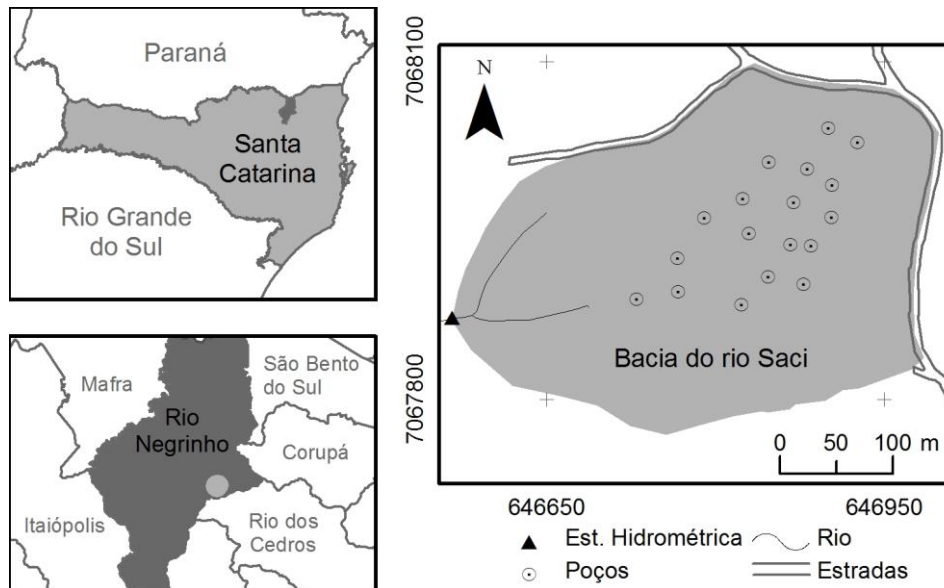 Paraná
Santa
Catarina
Rio Grande
do Sul
Mafra
São Bento
do Sul
Rio
Negrinho
Corupá
Itaiópolis
Rio dos
Cedros
7068100
7067800
N
Bacia do rio Saci
0 50 100 m
646650 646950
Est. Hidrométrica Rio
Poços Estradas